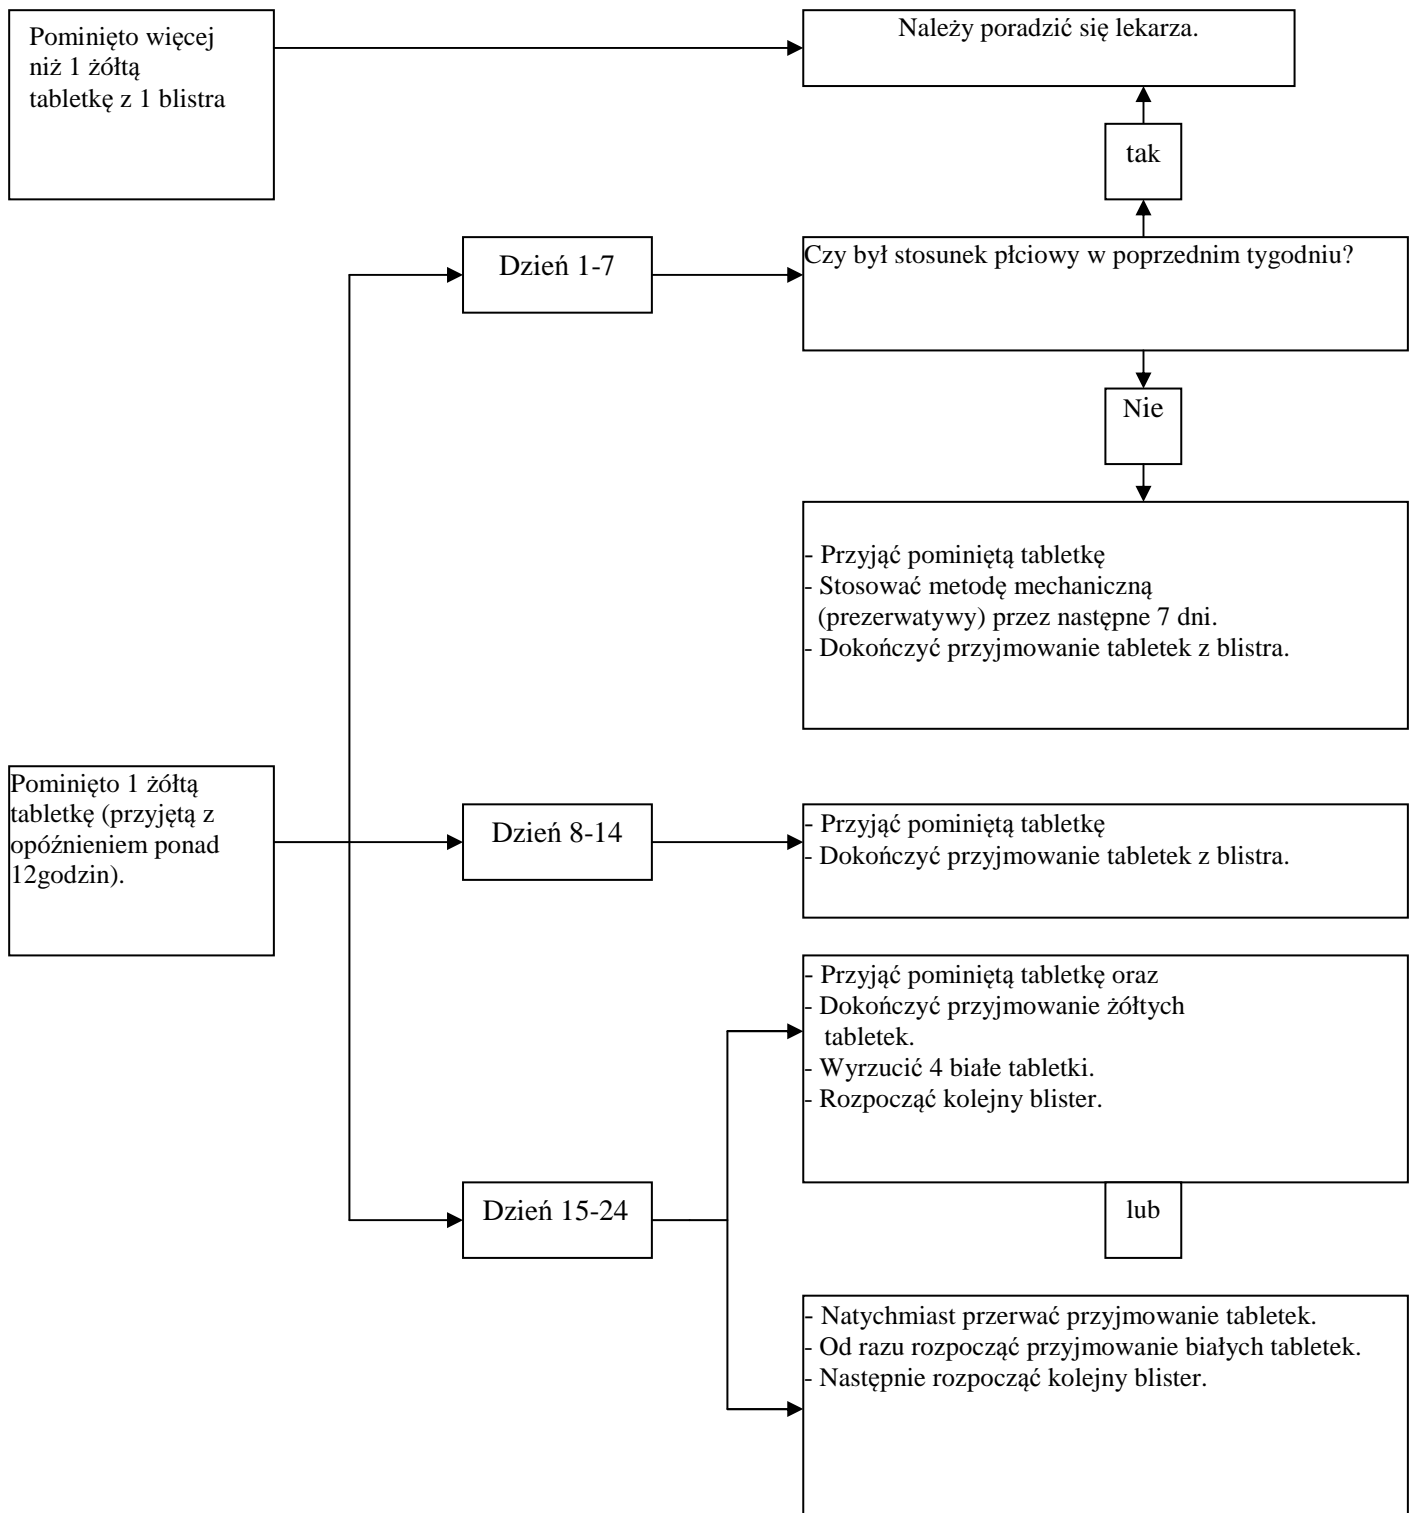 Pominięto więcej
niż 1 żółtą
tabletkę z 1 blistra
Należy poradzić się lekarza.
tak
Dzień 1-7
Czy był stosunek płciowy w poprzednim tygodniu?
Nie
- Przyjąć pominiętą tabletkę
- Stosować metodę mechaniczną
(prezerwatywy) przez następne 7 dni.
- Dokończyć przyjmowanie tabletek z blistra.
Pominięto 1 żółtą
tabletkę (przyjętą z
opóźnieniem ponad
12godzin).
Dzień 8-14
- Przyjąć pominiętą tabletkę
- Dokończyć przyjmowanie tabletek z blistra.
- Przyjąć pominiętą tabletkę oraz
- Dokończyć przyjmowanie żółtych
tabletek.
- Wyrzucić 4 białe tabletki.
- Rozpocząć kolejny blister.
Dzień 15-24
lub
- Natychmiast przerwać przyjmowanie tabletek.
- Od razu rozpocząć przyjmowanie białych tabletek.
- Następnie rozpocząć kolejny blister.